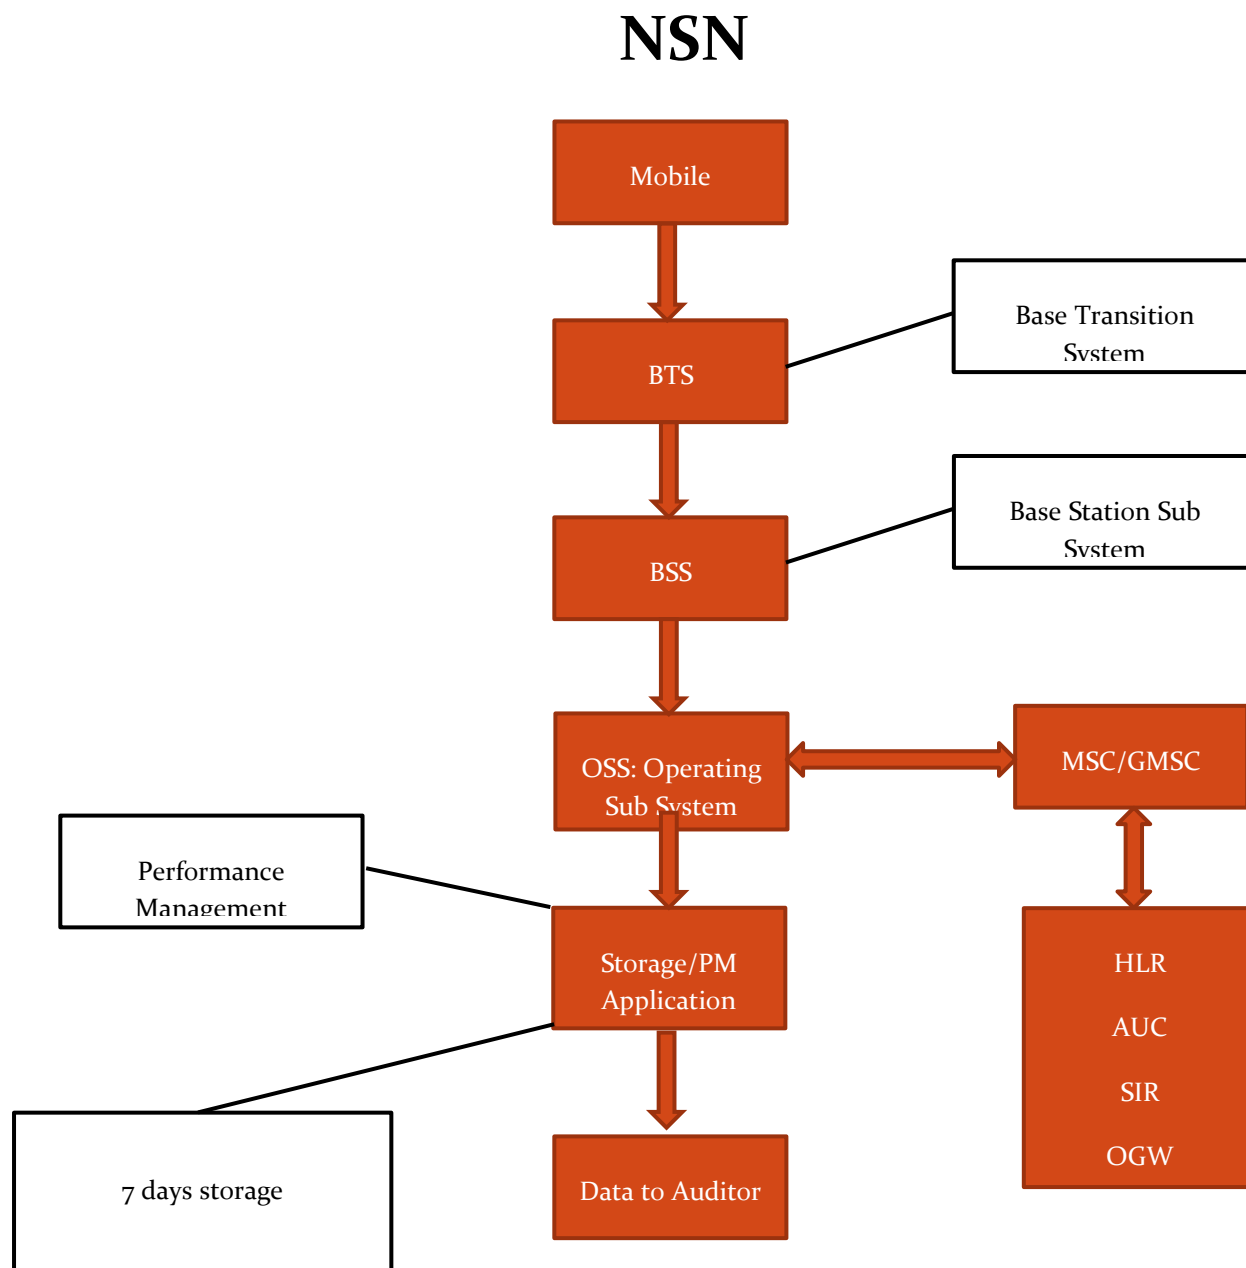 NSN
Mobile
Base Transition
System
BTS
Base Station Sub
System
BSS
OSS: Operating
Sub System
MSC/GMSC
Performance
Management
Storage/PM
Application
HLR
AUC
SIR
OGW
7 days storage
Data to Auditor